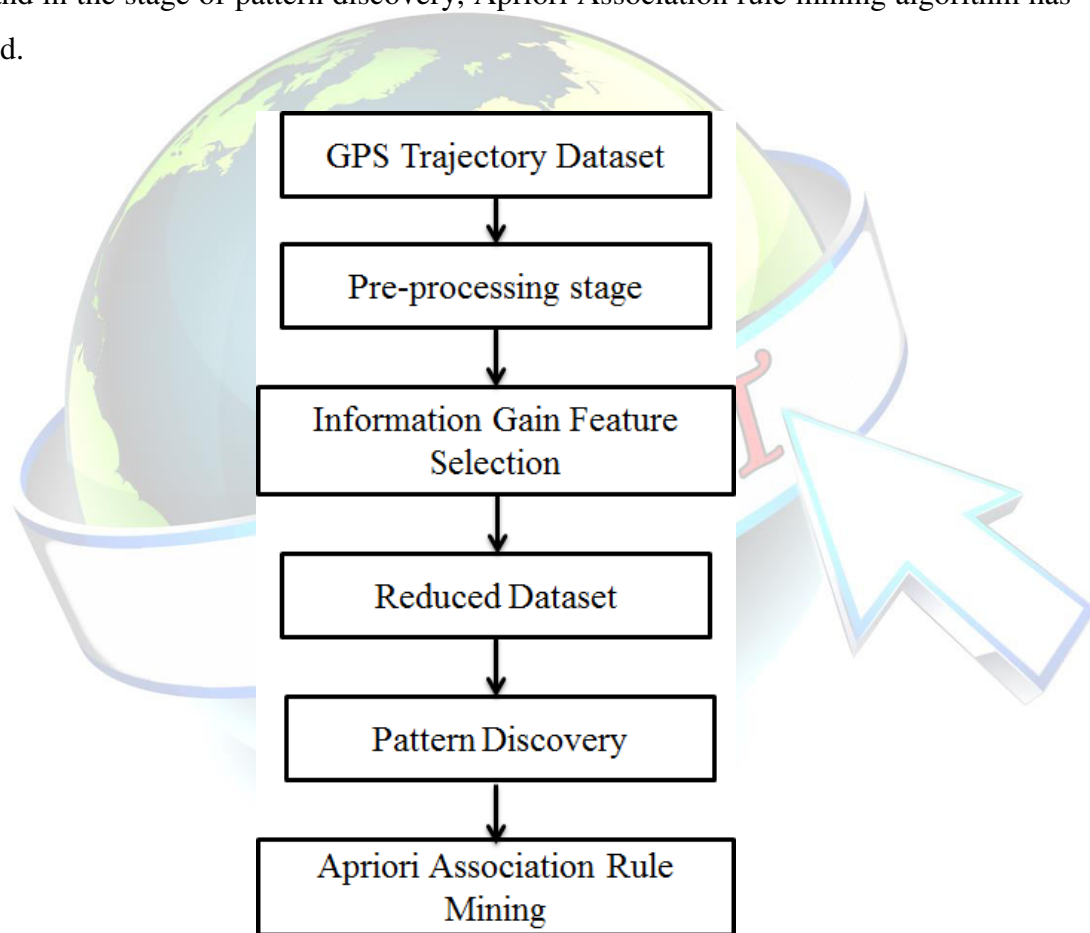 and in the stage of pattern discovery, Apriori Association rule mining algorithm has
d.
GPS Trajectory Dataset
Pre-processing stage
Information Gain Feature
Selection
Reduced Dataset
Pattern Discovery
Apriori Association Rule
Mining